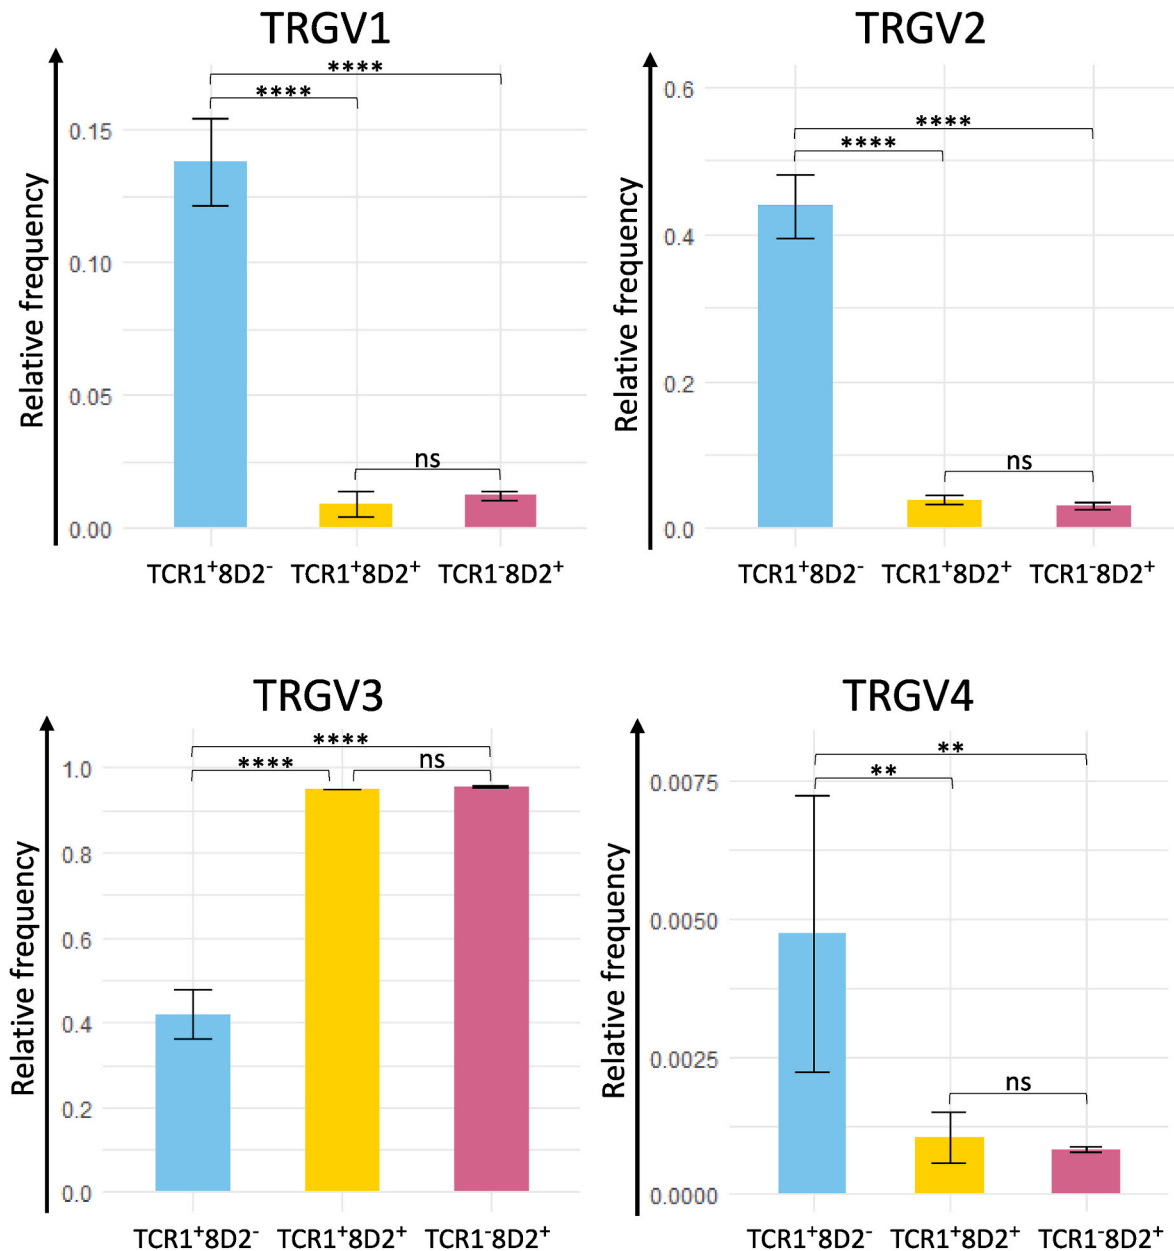 TRGV1
Relative frequency
****
****
0.15
0.10
0.05
ns
0.00
TCR1⁺8D2⁻ TCR1⁺8D2⁺ TCR1⁻8D2⁺
TRGV2
Relative frequency
0.6
****
****
0.4
0.2
ns
0.0
TCR1⁺8D2⁻ TCR1⁺8D2⁺ TCR1⁻8D2⁺
TRGV3
Relative frequency
****
**** ns
1.0
0.8
0.6
0.4
0.2
0.0
TCR1⁺8D2⁻ TCR1⁺8D2⁺ TCR1⁻8D2⁺
TRGV4
Relative frequency
**
**
0.0075
0.0050
0.0025
ns
0.0000
TCR1⁺8D2⁻ TCR1⁺8D2⁺ TCR1⁻8D2⁺